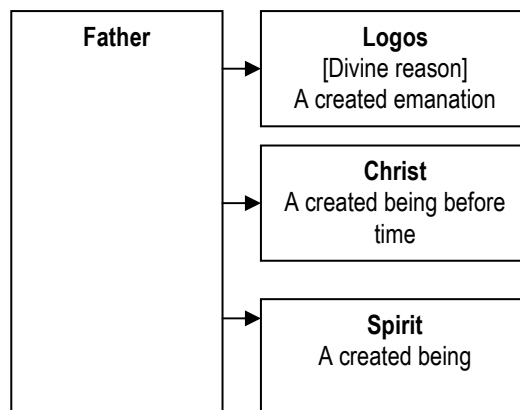 Father
Logos
[Divine reason]
A created emanation
Christ
A created being before
time
Spirit
A created being